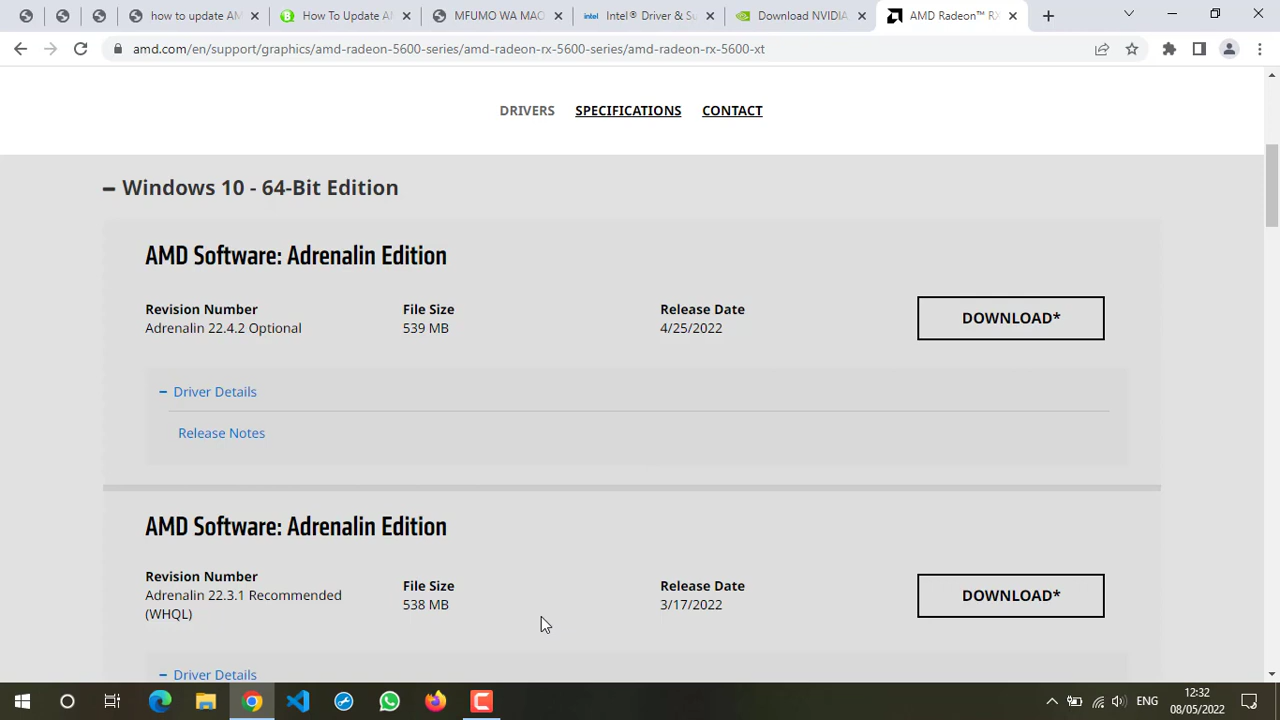 how to update AM
How To Update A
MFUMO WA MAO
intel Intel® Driver & Su
Download NVIDIA
AMD Radeon™ RX
amd.com/en/support/graphics/amd-radeon-5600-series/amd-radeon-rx-5600-series/amd-radeon-rx-5600-xt
DRIVERS SPECIFICATIONS CONTACT
Windows 10 - 64-Bit Edition
AMD Software: Adrenalin Edition
Revision Number File Size Release Date
Adrenalin 22.4.2 Optional 539 MB 4/25/2022 DOWNLOAD*
Driver Details
Release Notes
AMD Software: Adrenalin Edition
Revision Number File Size Release Date
Adrenalin 22.3.1 Recommended 538 MB 3/17/2022 DOWNLOAD*
(WHQL)
Driver Details
ENG
12:32
08/05/2022